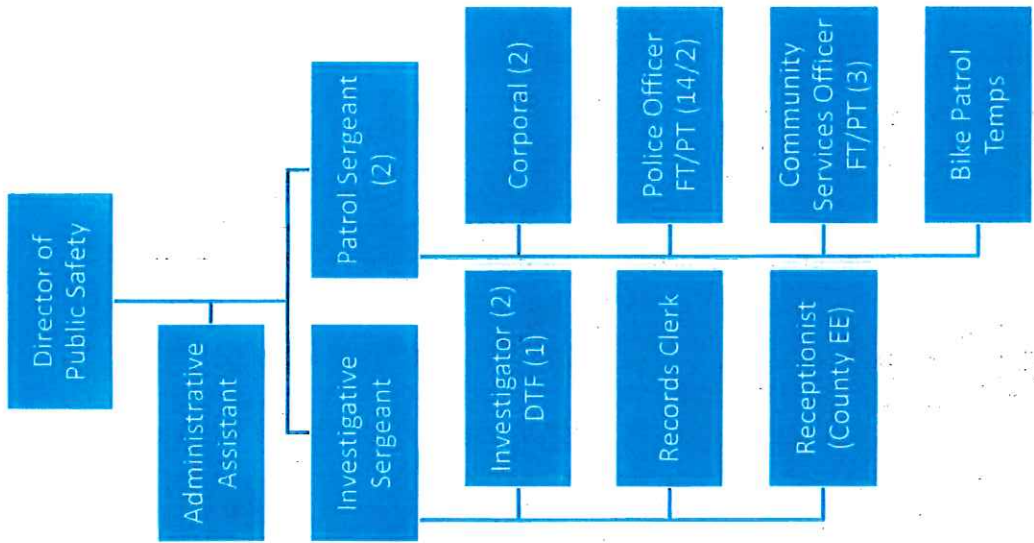 Director of
Public Safety
Administrative
Assistant
Investigative
Sergeant
Patrol Sergeant
(2)
Investigator (2)
DTF (1)
Records Clerk
Receptionist
(County EE)
Corporal (2)
Police Officer
FT/PT (14/2)
Community
Services Officer
FT/PT (3)
Bike Patrol
Temps